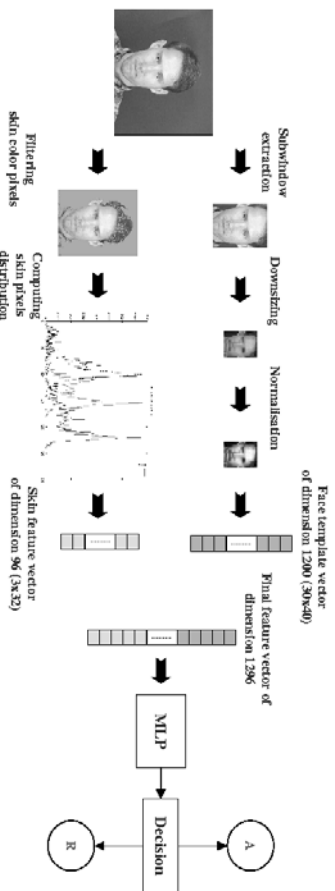 Subwindow
extraction
Downsizing
Normalisation
Face template vector
of dimension 1200 (30x40)
Filtering
skin color pixels
Computing
skin pixels
distribution
Skin feature vector
of dimension 96 (3x32)
Final feature vector of
dimension 1296
MLP
Decision
A
R